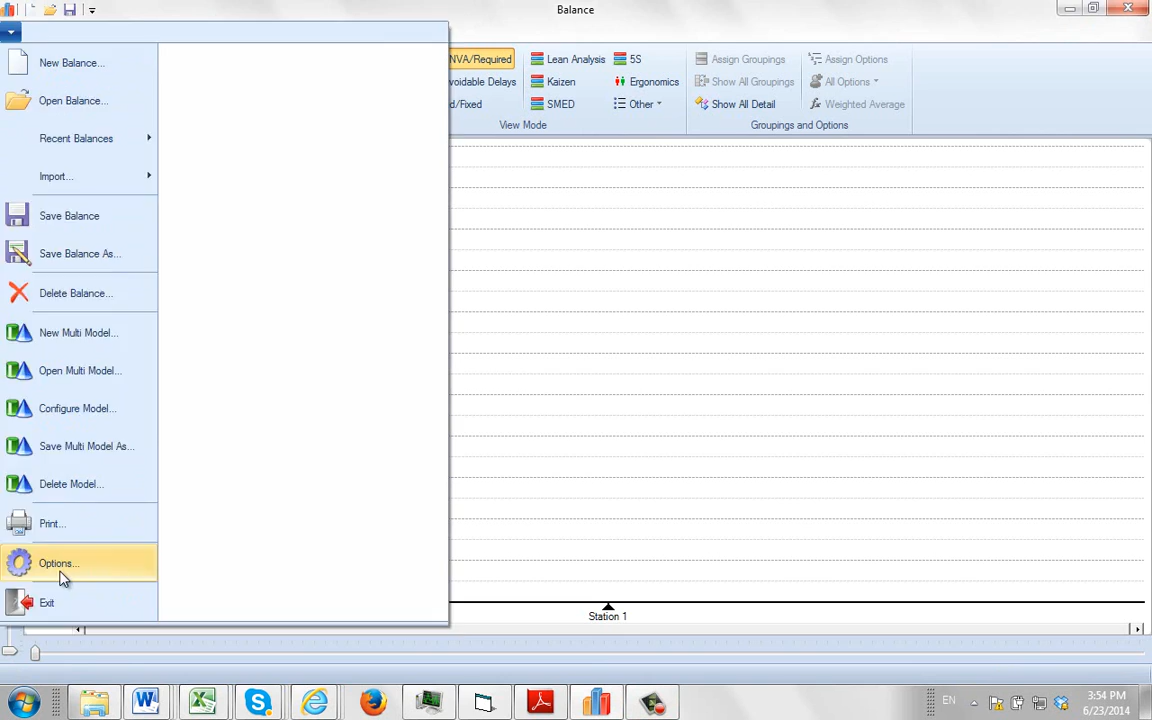 Balance
New Balance...
Open Balance...
Recent Balances
Import...
Save Balance
Save Balance As...
Delete Balance...
New Multi Model...
Open Multi Model...
Configure Model...
Save Multi Model As...
Delete Model...
Print...
Options...
Exit
NVA/Required
voidable Delays
d/Fixed
Lean Analysis
Kaizen
SMED
5S
Ergonomics
Other
View Mode
Assign Groupings
Show All Groupings
Show All Detail
Assign Options
All Options
Weighted Average
Groupings and Options
Station 1
EN
3:54 PM
6/23/2014